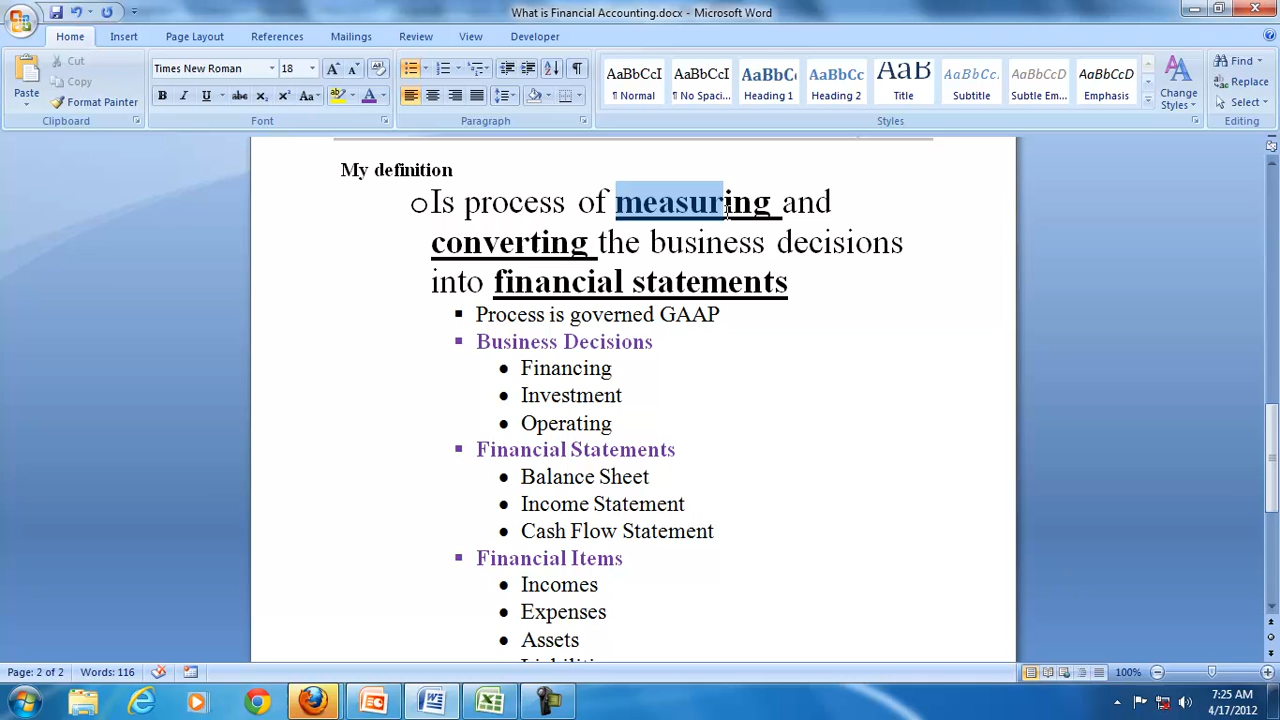 What is Financial Accounting.docx - Microsoft Word
Home Insert Page Layout References Mailings Review View Developer
Paste
Cut
Copy
Format Painter
Clipboard
Times New Roman 18
Font
Paragraph
AaBbCcI AaBbCcI AaBbCc AaBbCc AaB AaBbCcI AaBbCcD AaBbCcD
¶ Normal ¶ No Spaci... Heading 1 Heading 2 Title Subtitle Subtle Em... Emphasis
Styles
Change Styles
Find
Replace
Select
Editing
My definition
o Is process of measuring and
converting the business decisions
into financial statements
▪ Process is governed GAAP
▪ Business Decisions
• Financing
• Investment
• Operating
▪ Financial Statements
• Balance Sheet
• Income Statement
• Cash Flow Statement
▪ Financial Items
• Incomes
• Expenses
• Assets
Page: 2 of 2 Words: 116 100%
7:25 AM
4/17/2012